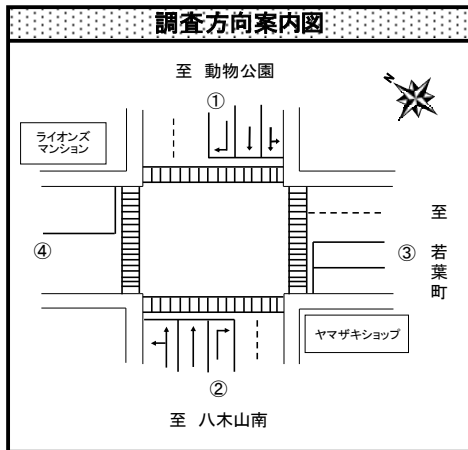 調査方向案内図
至 動物公園
N
①
ライオンズ
マンション
至 若葉町
④
③
ヤマザキショップ
②
至 八木山南